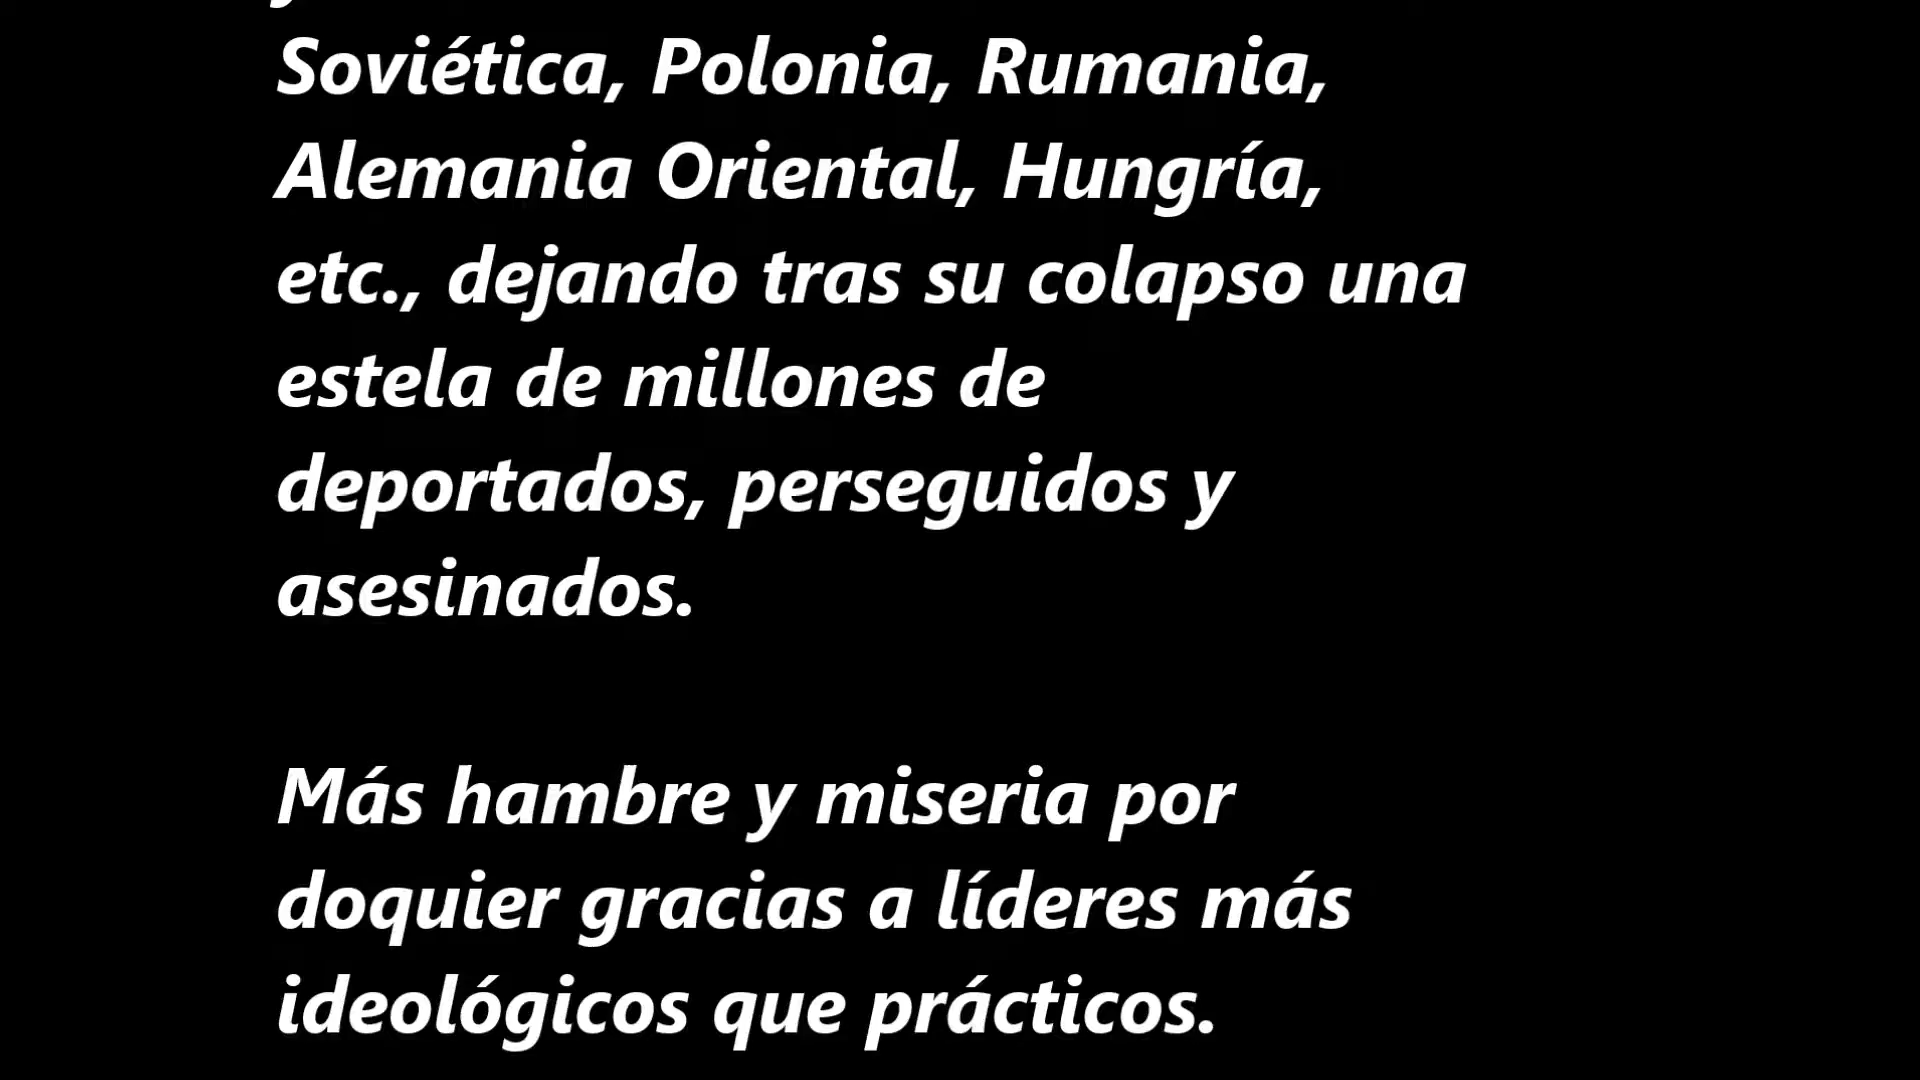 Soviética, Polonia, Rumania,
Alemania Oriental, Hungría,
etc., dejando tras su colapso una
estela de millones de
deportados, perseguidos y
asesinados.
Más hambre y miseria por
doquier gracias a líderes más
ideológicos que prácticos.